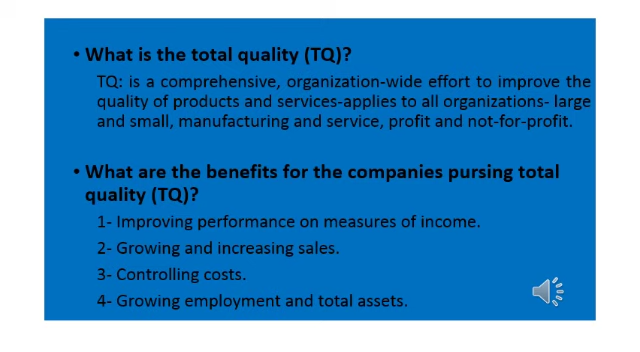 • What is the total quality (TQ)?
TQ: is a comprehensive, organization-wide effort to improve the
quality of products and services-applies to all organizations- large
and small, manufacturing and service, profit and not-for-profit.
• What are the benefits for the companies pursing total
quality (TQ)?
1- Improving performance on measures of income.
2- Growing and increasing sales.
3- Controlling costs.
4- Growing employment and total assets.